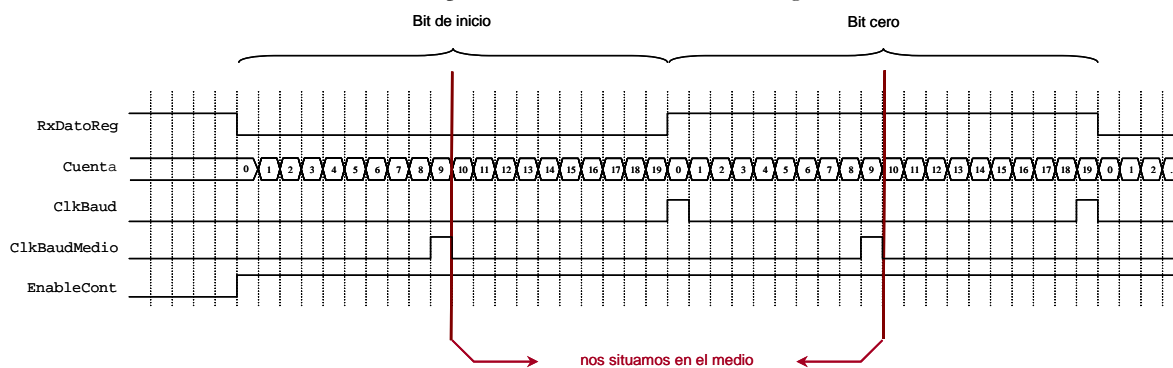 Bit de inicio Bit cero
RxDatoReg
Cuenta 0 1 2 3 4 5 6 7 8 9 10 11 12 13 14 15 16 17 18 19 0 1 2 3 4 5 6 7 8 9 10 11 12 13 14 15 16 17 18 19 0 1 2 .
ClkBaud
ClkBaudMedio
EnableCont
nos situamos en el medio